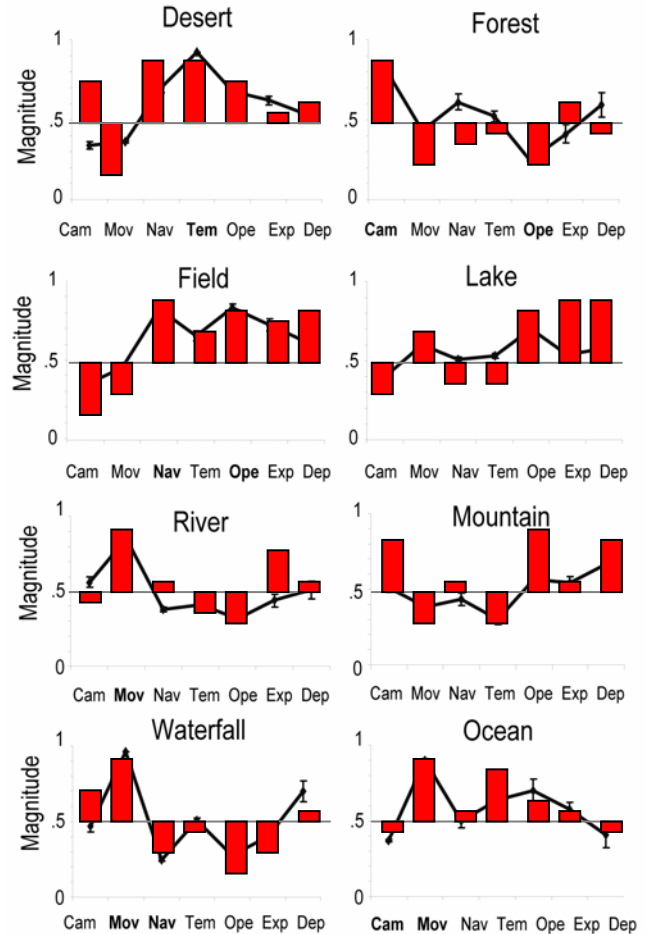 Desert
Forest
1
1
Magnitude
.5
.5
0
0
Cam Mov Nav Tem Ope Exp Dep
Cam Mov Nav Tem Ope Exp Dep
Field
Lake
1
1
Magnitude
.5
.5
0
0
Cam Mov Nav Tem Ope Exp Dep
Cam Mov Nav Tem Ope Exp Dep
River
Mountain
1
1
Magnitude
.5
.5
0
0
Cam Mov Nav Tem Ope Exp Dep
Cam Mov Nav Tem Ope Exp Dep
Waterfall
Ocean
1
1
Magnitude
.5
.5
0
0
Cam Mov Nav Tem Ope Exp Dep
Cam Mov Nav Tem Ope Exp Dep